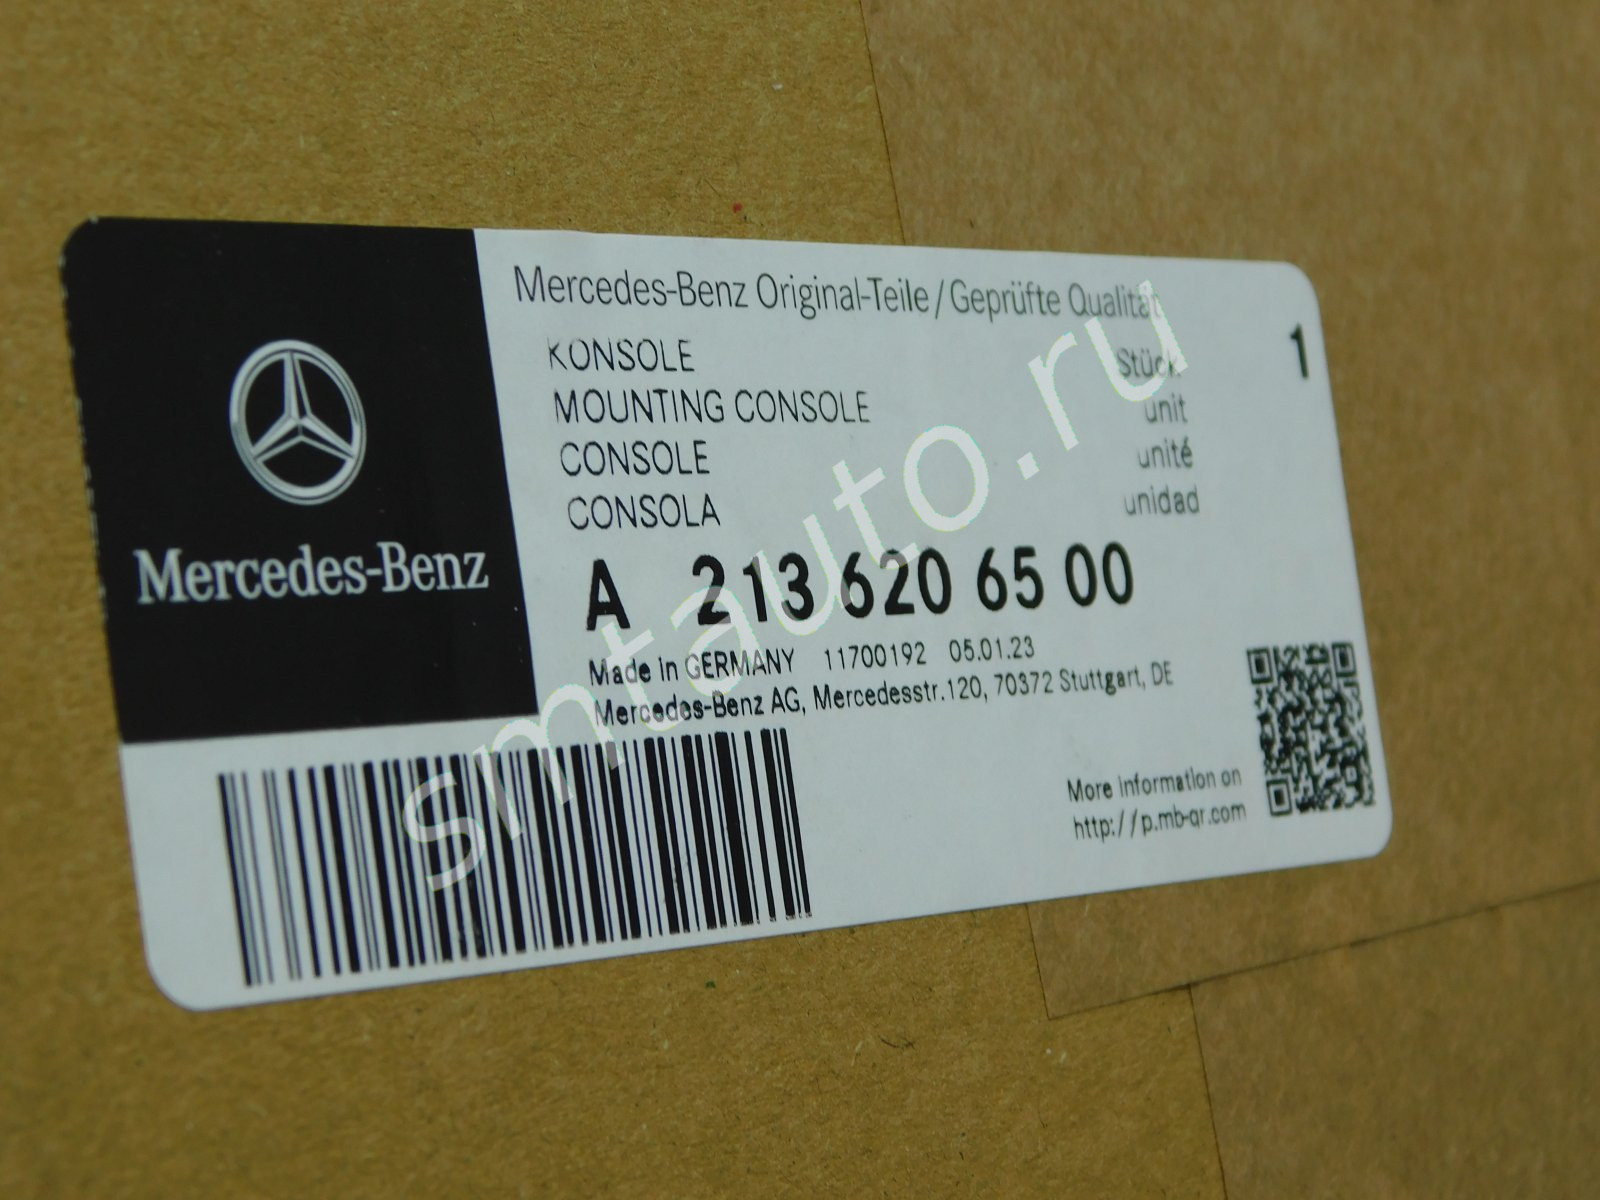 Mercedes-Benz
Mercedes-Benz Original-Teile/Geprüfte Qualität
KONSOLE Stück 1
MOUNTING CONSOLE unit
CONSOLE unité
CONSOLA unidad
A 213 620 65 00
Made in GERMANY 11700192 05.01.23
Mercedes-Benz AG, Mercedesstr.120, 70372 Stuttgart, DE
More information on
http://p.mb-qr.com
smtauto.ru